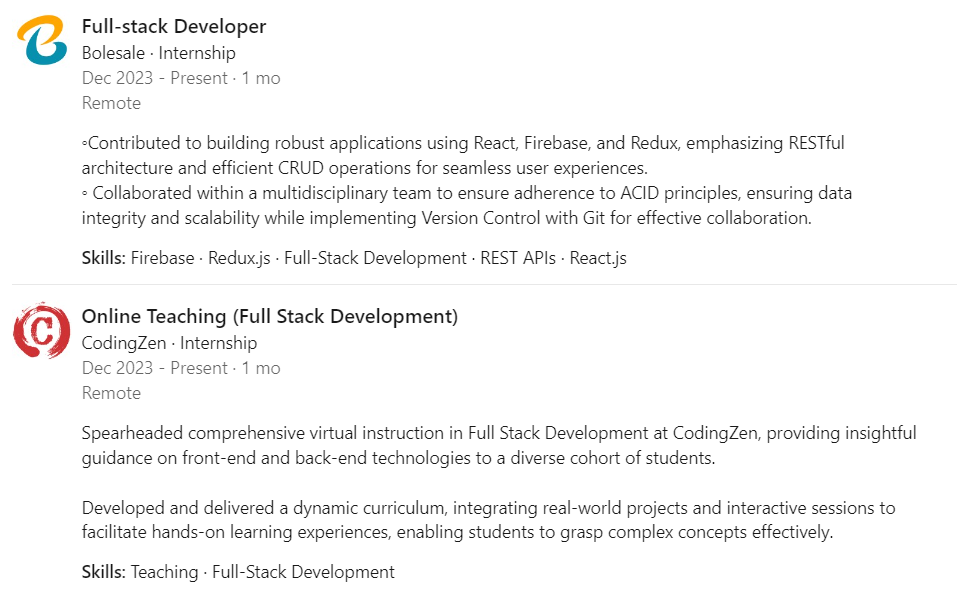 Full-stack Developer
Bolesale · Internship
Dec 2023 - Present · 1 mo
Remote
◦Contributed to building robust applications using React, Firebase, and Redux, emphasizing RESTful
architecture and efficient CRUD operations for seamless user experiences.
◦ Collaborated within a multidisciplinary team to ensure adherence to ACID principles, ensuring data
integrity and scalability while implementing Version Control with Git for effective collaboration.
Skills: Firebase · Redux.js · Full-Stack Development · REST APIs · React.js
Online Teaching (Full Stack Development)
CodingZen · Internship
Dec 2023 - Present · 1 mo
Remote
Spearheaded comprehensive virtual instruction in Full Stack Development at CodingZen, providing insightful
guidance on front-end and back-end technologies to a diverse cohort of students.
Developed and delivered a dynamic curriculum, integrating real-world projects and interactive sessions to
facilitate hands-on learning experiences, enabling students to grasp complex concepts effectively.
Skills: Teaching · Full-Stack Development